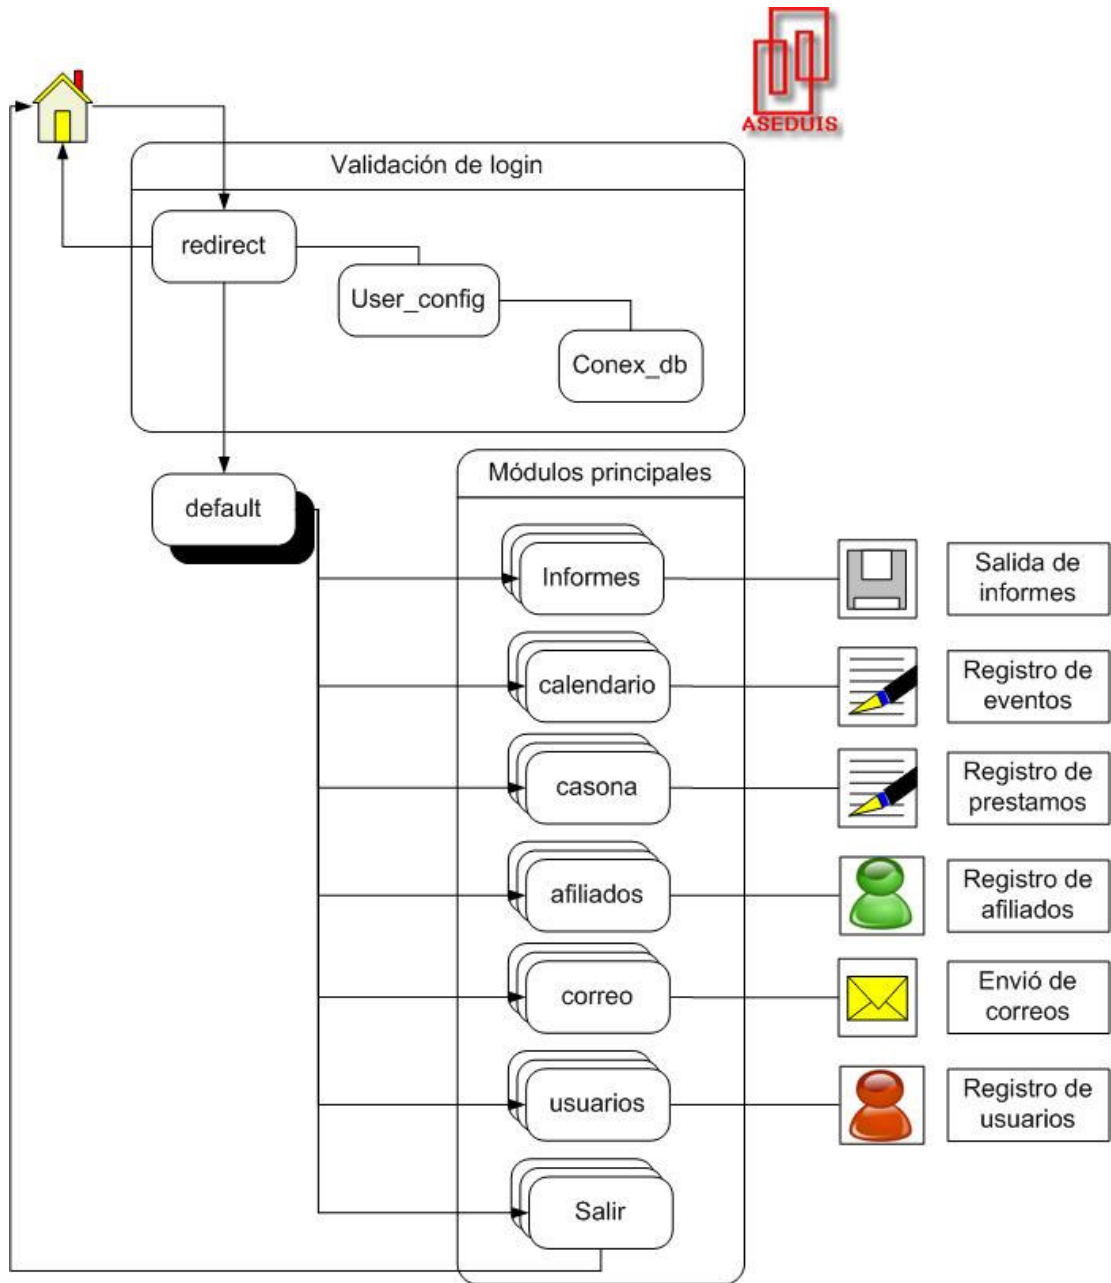 ASEDUIS
Validación de login
redirect
User_config
Conex_db
default
Módulos principales
Informes
Salida de
informes
calendario
Registro de
eventos
casona
Registro de
prestamos
afiliados
Registro de
afiliados
correo
Envió de
correos
usuarios
Registro de
usuarios
Salir